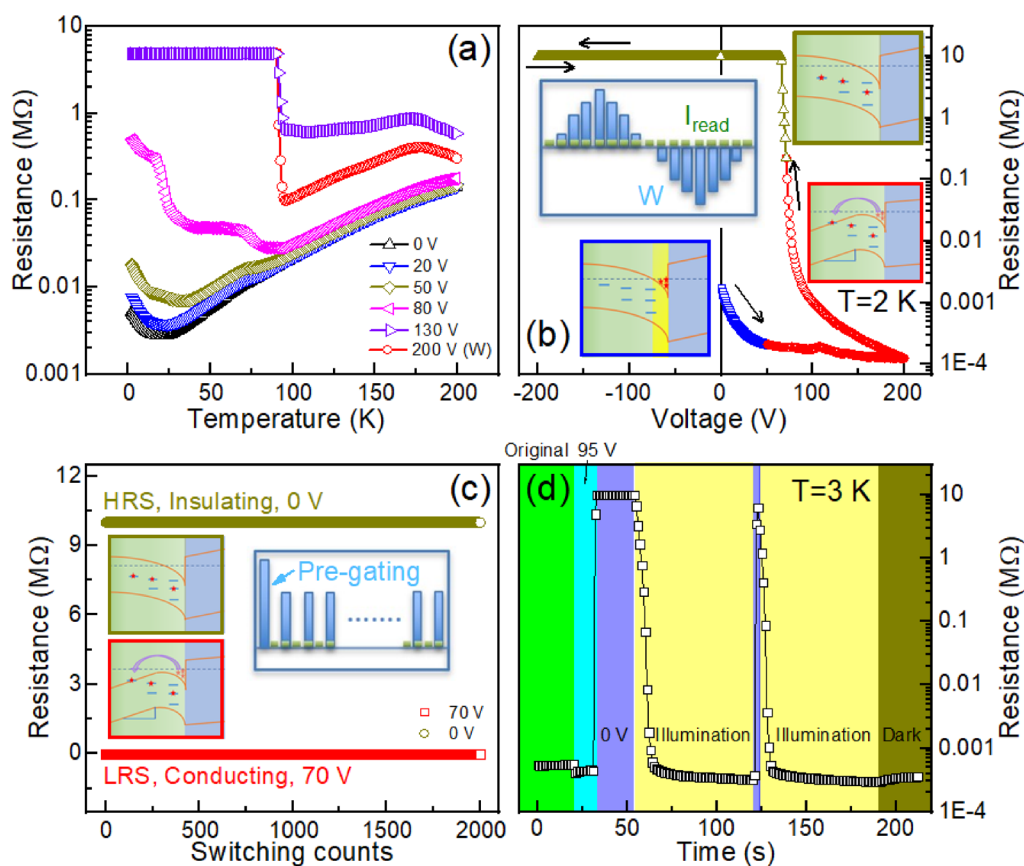 (a)
Resistance (MΩ)
10
1
0.1
0.01
0.001
0 V
20 V
50 V
80 V
130 V
200 V (W)
0 50 100 150 200
Temperature (K)
(b)
I_read
W
T=2 K
10
1
0.1
0.01
0.001
1E-4
Resistance (MΩ)
-200 -100 0 100 200
Voltage (V)
(c)
Resistance (MΩ)
12
9
6
3
0
HRS, Insulating, 0 V
Pre-gating
70 V
0 V
LRS, Conducting, 70 V
0 500 1000 1500 2000
Switching counts
Original 95 V
(d)
T=3 K
0 V Illumination Illumination Dark
10
1
0.1
0.01
0.001
1E-4
Resistance (MΩ)
0 50 100 150 200
Time (s)